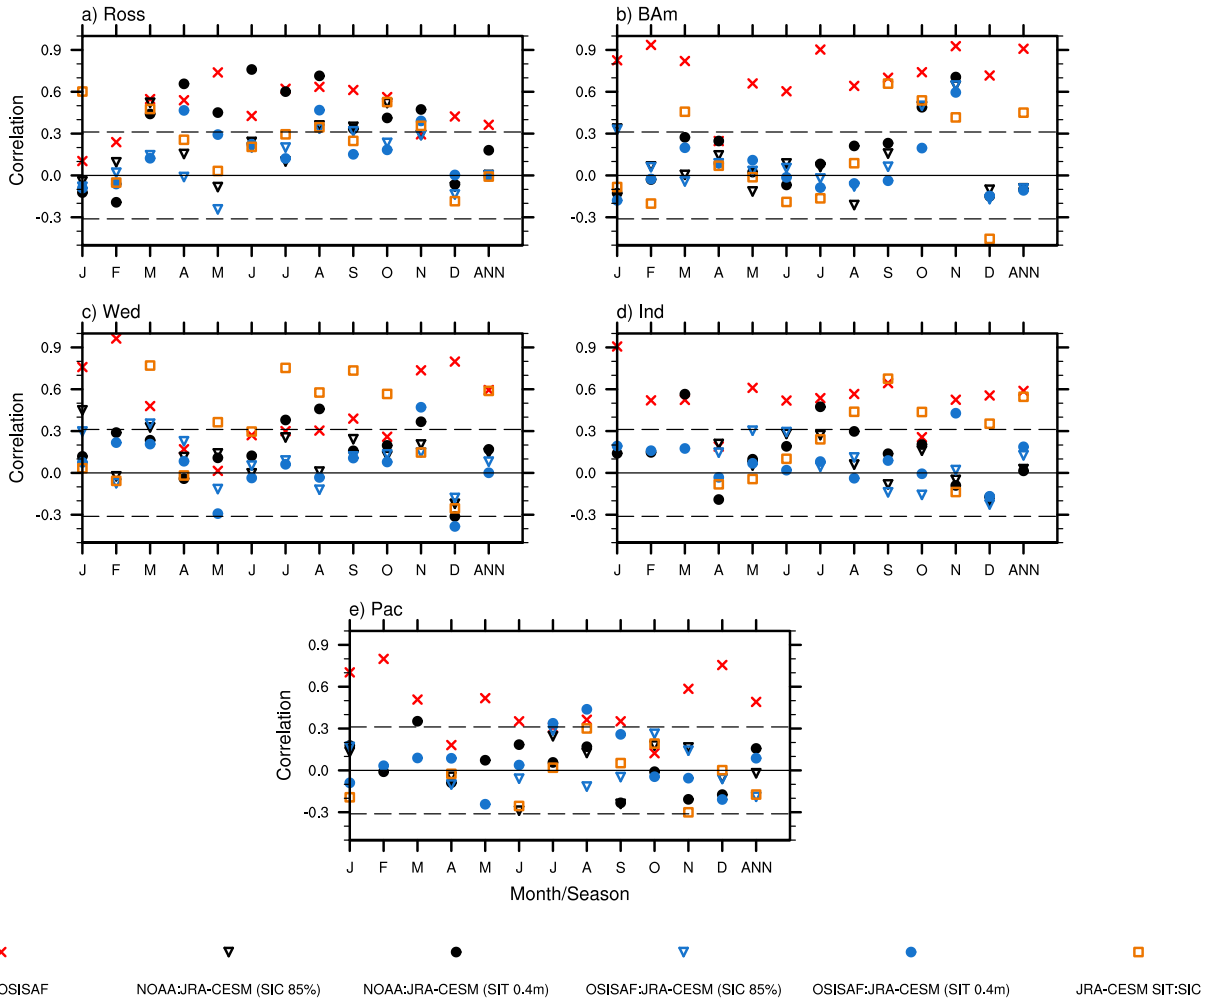 a) Ross
b) BAm
Correlation
0.9
0.6
0.3
0.0
-0.3
J F M A M J J A S O N D ANN
0.9
0.6
0.3
0.0
-0.3
J F M A M J J A S O N D ANN
c) Wed
d) Ind
Correlation
0.9
0.6
0.3
0.0
-0.3
J F M A M J J A S O N D ANN
0.9
0.6
0.3
0.0
-0.3
J F M A M J J A S O N D ANN
e) Pac
Correlation
0.9
0.6
0.3
0.0
-0.3
J F M A M J J A S O N D ANN
Month/Season
OSISAF NOAA:JRA-CESM (SIC 85%) NOAA:JRA-CESM (SIT 0.4m) OSISAF:JRA-CESM (SIC 85%) OSISAF:JRA-CESM (SIT 0.4m) JRA-CESM SIT:SIC